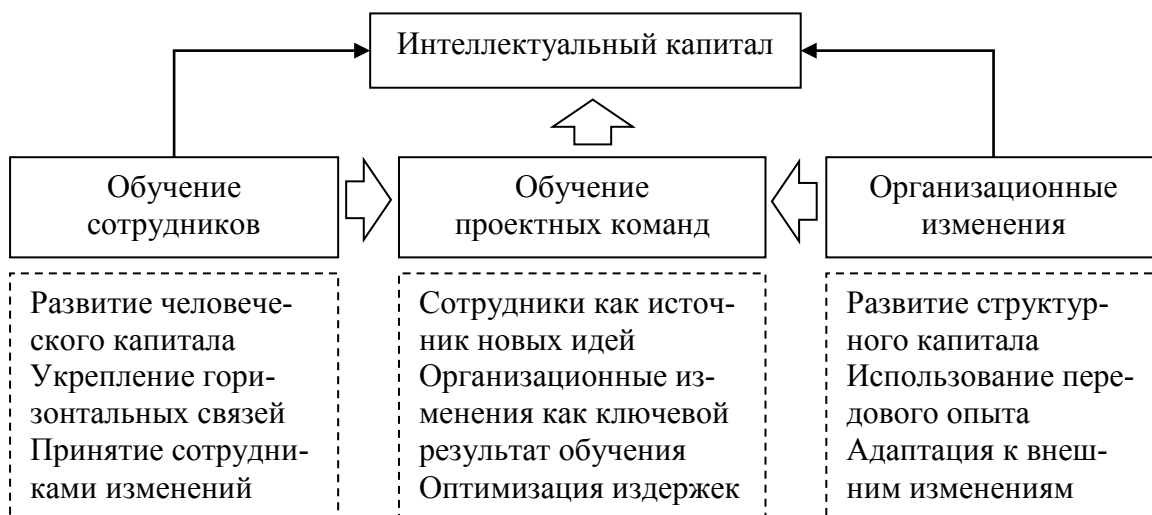 Интеллектуальный капитал
Обучение
сотрудников
Обучение
проектных команд
Организационные
изменения
Развитие человече-
ского капитала
Укрепление гори-
зонтальных связей
Принятие сотрудни-
ками изменений
Сотрудники как источ-
ник новых идей
Организационные из-
менения как ключевой
результат обучения
Оптимизация издержек
Развитие структур-
ного капитала
Использование пере-
дового опыта
Адаптация к внеш-
ним изменениям